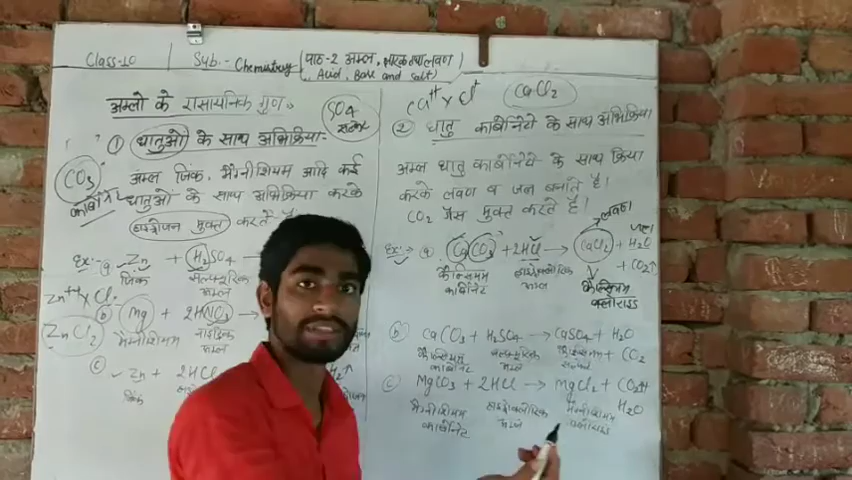 Class-10 Sub.- Chemistry (पाठ-2 अम्ल, क्षारक तथा लवण)
(Acid, Base and Salt)
अम्लो के रासायनिक गुण
SO4
① धातुओ के साथ अभिक्रिया:-
CO3
अम्ल जिंक, मैग्नीशियम आदि कई
धातुओं के साथ अभिक्रिया करके
हाइड्रोजन मुक्त करते है।
Ex:- a Zn + H2SO4 →
जिंक सल्फ्यूरिक अम्ल
Zn++ Cl-
ZnCl2
(b) Mg + 2HNO3 →
मैग्नीशियम नाइट्रिक अम्ल
(c) Zn + 2HCl
जिंक
H2↑
Ca++ Cl- CaCl2
② धातु कार्बोनेटो के साथ अभिक्रिया
अम्ल धातु कार्बोनेटो के साथ क्रिया
करके लवण व जल बनाते है।
CO2 गैस मुक्त करते है।
लवण जल
Ex:- a. CaCO3 + 2HCl → CaCl2 + H2O
+ CO2↑
कैल्सियम कार्बोनेट हाइड्रोक्लोरिक अम्ल कैल्सियम क्लोराइड
(b) CaCO3 + H2SO4 → CaSO4 + H2O
+ CO2
कैल्सियम कार्बोनेट सल्फ्यूरिक अम्ल कैल्सियम सल्फेट
(c) MgCO3 + 2HCl → MgCl2 + CO2 +
H2O
मैग्नीशियम कार्बोनेट हाइड्रोक्लोरिक अम्ल मैग्नीशियम क्लोराइड